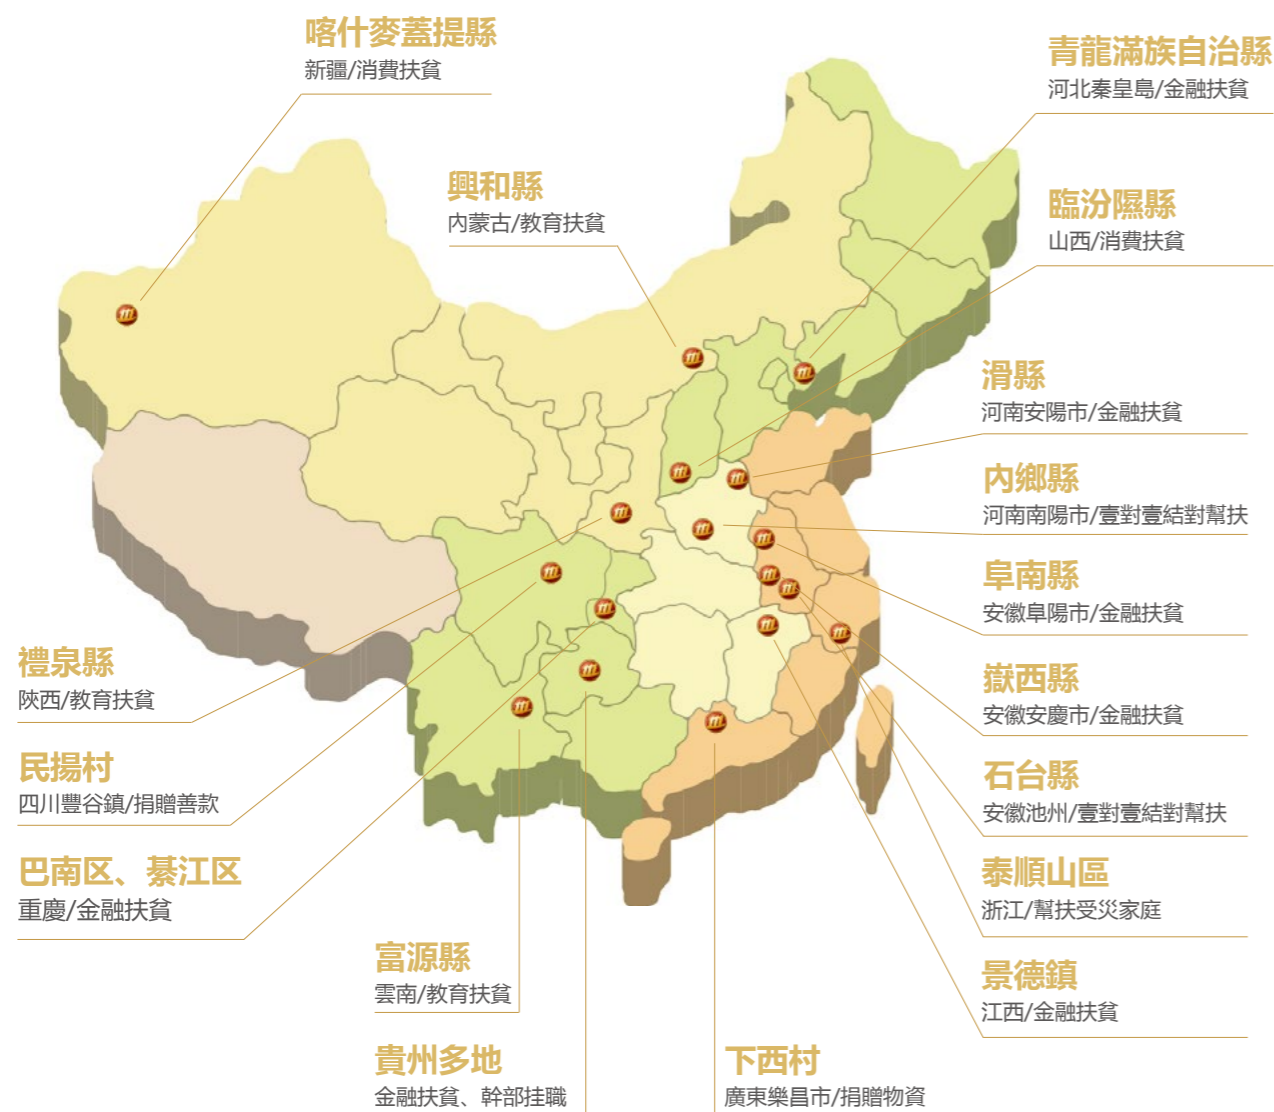 喀什麥蓋提縣
新疆/消費扶貧
青龍滿族自治縣
河北秦皇島/金融扶貧
興和縣
内蒙古/教育扶貧
臨汾隰縣
山西/消費扶貧
滑縣
河南安陽市/金融扶貧
内鄉縣
河南南陽市/壹對壹結對幫扶
阜南縣
安徽阜陽市/金融扶貧
嶽西縣
安徽安慶市/金融扶貧
石台縣
安徽池州/壹對壹結對幫扶
泰順山區
浙江/幫扶受災家庭
景德鎮
江西/金融扶貧
禮泉縣
陝西/教育扶貧
民揚村
四川豐谷鎮/捐贈善款
巴南区、綦江区
重慶/金融扶貧
富源縣
雲南/教育扶貧
貴州多地
金融扶貧、幹部挂職
下西村
廣東樂昌市/捐贈物資